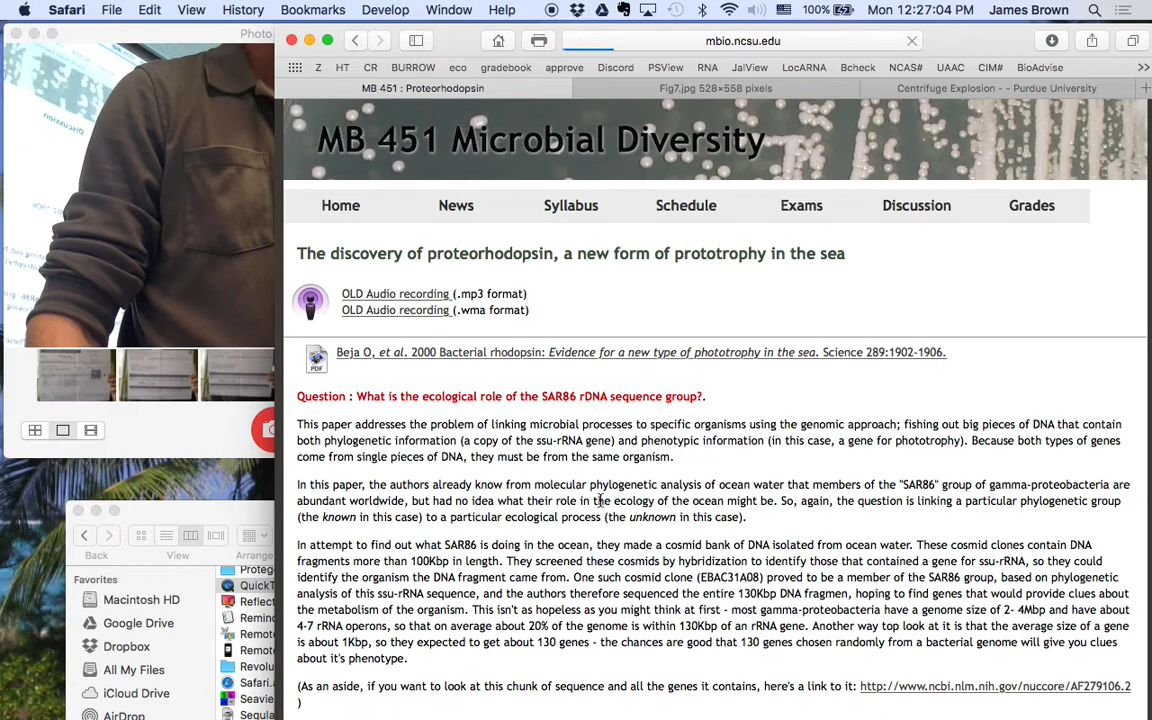 Safari File Edit View History Bookmarks Develop Window Help 100% Mon 12:27:04 PM James Brown
Photo
mbio.ncsu.edu
Z HT CR BURROW eco gradebook approve Discord PSView RNA JalView LocARNA Bcheck NCAS# UAAC CIM# BioAdvise >>
MB 451 : Proteorhodopsin Fig7.jpg 528×558 pixels Centrifuge Explosion - - Purdue University
MB 451 Microbial Diversity
Home News Syllabus Schedule Exams Discussion Grades
The discovery of proteorhodopsin, a new form of prototrophy in the sea
OLD Audio recording (.mp3 format)
OLD Audio recording (.wma format)
PDF
Beja O, et al. 2000 Bacterial rhodopsin: Evidence for a new type of phototrophy in the sea. Science 289:1902-1906.
Question : What is the ecological role of the SAR86 rDNA sequence group?.
This paper addresses the problem of linking microbial processes to specific organisms using the genomic approach; fishing out big pieces of DNA that contain
both phylogenetic information (a copy of the ssu-rRNA gene) and phenotypic information (in this case, a gene for phototrophy). Because both types of genes
come from single pieces of DNA, they must be from the same organism.
In this paper, the authors already know from molecular phylogenetic analysis of ocean water that members of the "SAR86" group of gamma-proteobacteria are
abundant worldwide, but had no idea what their role in the ecology of the ocean might be. So, again, the question is linking a particular phylogenetic group
(the known in this case) to a particular ecological process (the unknown in this case).
In attempt to find out what SAR86 is doing in the ocean, they made a cosmid bank of DNA isolated from ocean water. These cosmid clones contain DNA
fragments more than 100Kbp in length. They screened these cosmids by hybridization to identify those that contained a gene for ssu-rRNA, so they could
identify the organism the DNA fragment came from. One such cosmid clone (EBAC31A08) proved to be a member of the SAR86 group, based on phylogenetic
analysis of this ssu-rRNA sequence, and the authors therefore sequenced the entire 130Kbp DNA fragmen, hoping to find genes that would provide clues about
the metabolism of the organism. This isn't as hopeless as you might think at first - most gamma-proteobacteria have a genome size of 2- 4Mbp and have about
4-7 rRNA operons, so that on average about 20% of the genome is within 130Kbp of an rRNA gene. Another way top look at it is that the average size of a gene
is about 1Kbp, so they expected to get about 130 genes - the chances are good that 130 genes chosen randomly from a bacterial genome will give you clues
about it's phenotype.
(As an aside, if you want to look at this chunk of sequence and all the genes it contains, here's a link to it: http://www.ncbi.nlm.nih.gov/nuccore/AF279106.2
)
Discussion
Back View Arrange
Favorites
Macintosh HD
Google Drive
Dropbox
All My Files
iCloud Drive
AirDrop
Protege
QuickT
Reflect
Remind
Remote
Remote
Revolu
Safari.a
Seavie
Sequla